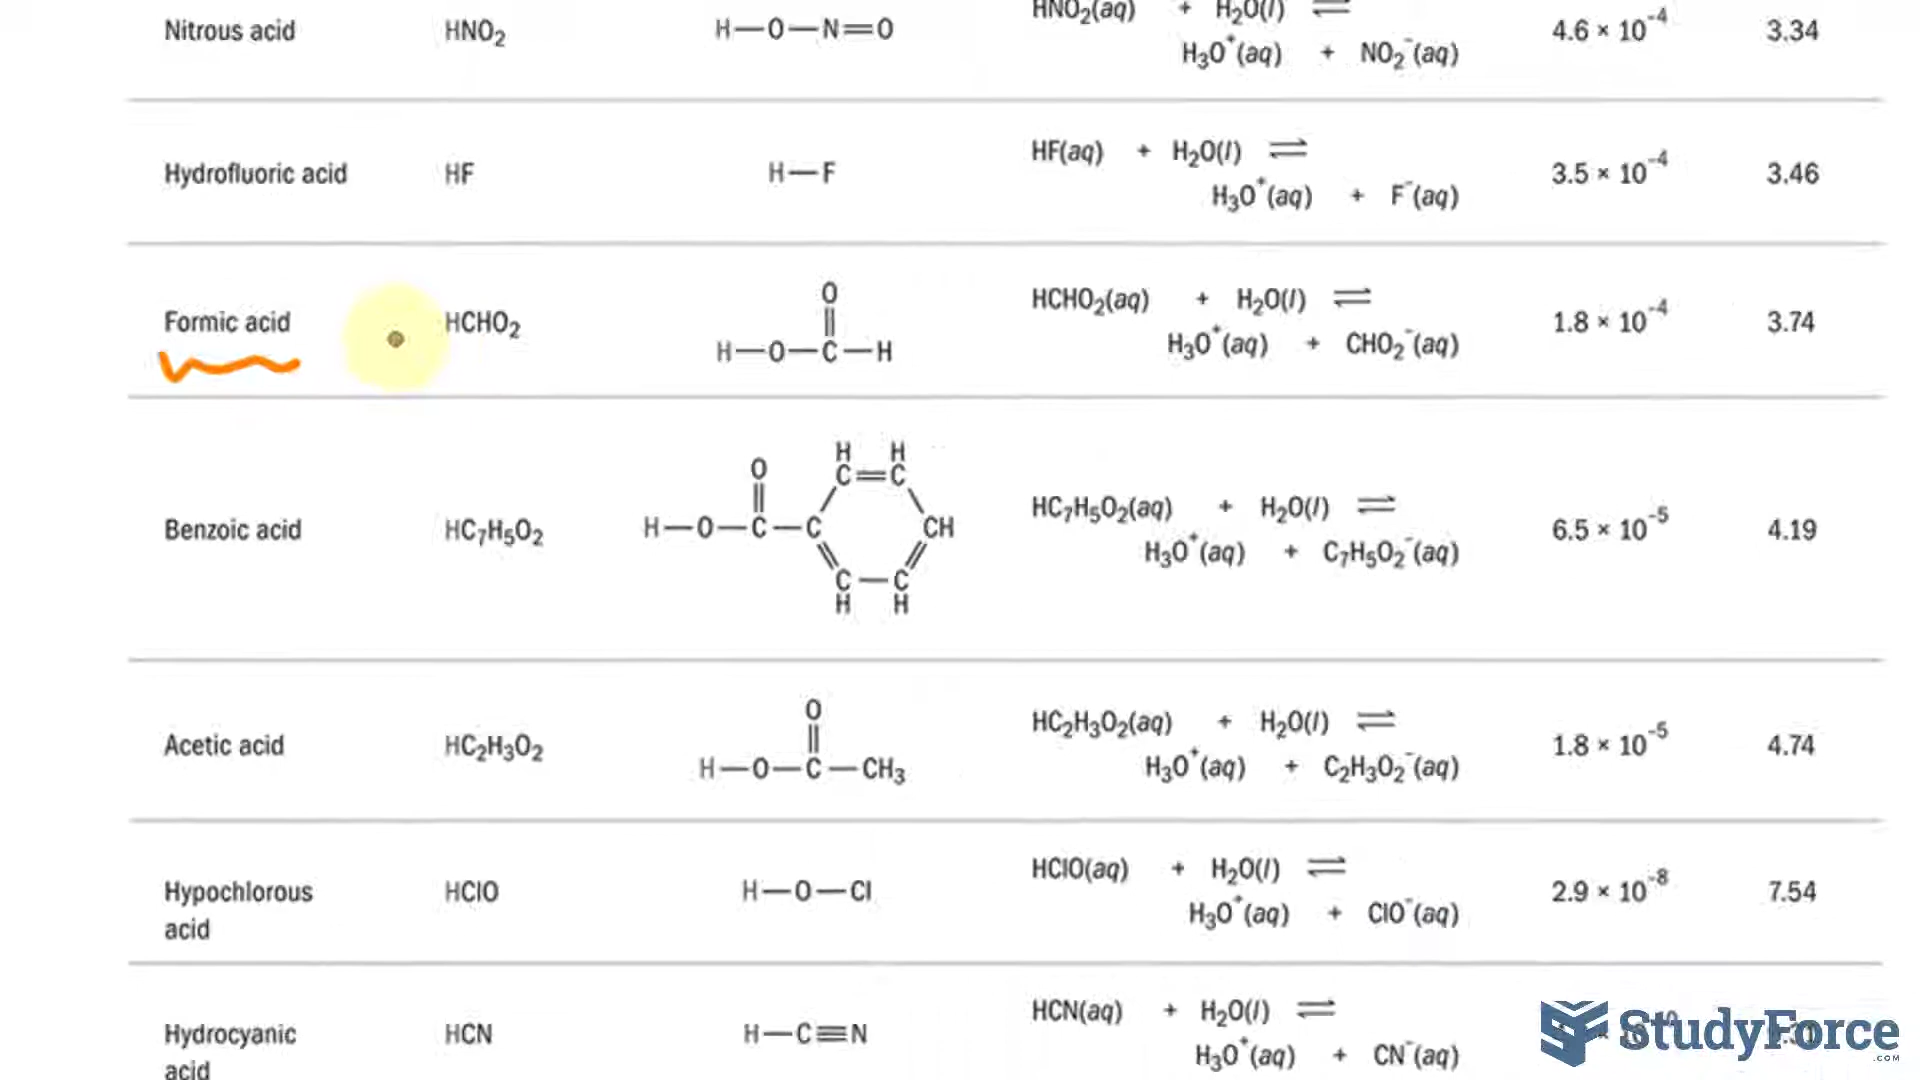 Nitrous acid HNO₂ H—O—N=O HNO₂(aq) + H₂O(l) ⇌ 4.6 × 10⁻⁴ 3.34
H₃O⁺(aq) + NO₂⁻(aq)
Hydrofluoric acid HF H—F HF(aq) + H₂O(l) ⇌ 3.5 × 10⁻⁴ 3.46
H₃O⁺(aq) + F⁻(aq)
O
Formic acid HCHO₂ H—O—C—H HCHO₂(aq) + H₂O(l) ⇌ 1.8 × 10⁻⁴ 3.74
H₃O⁺(aq) + CHO₂⁻(aq)
H H
O C=C
Benzoic acid HC₇H₅O₂ H—O—C—C CH HC₇H₅O₂(aq) + H₂O(l) ⇌ 6.5 × 10⁻⁵ 4.19
H₃O⁺(aq) + C₇H₅O₂⁻(aq)
C—C
H H
O
Acetic acid HC₂H₃O₂ H—O—C—CH₃ HC₂H₃O₂(aq) + H₂O(l) ⇌ 1.8 × 10⁻⁵ 4.74
H₃O⁺(aq) + C₂H₃O₂⁻(aq)
Hypochlorous HClO H—O—Cl HClO(aq) + H₂O(l) ⇌ 2.9 × 10⁻⁸ 7.54
acid H₃O⁺(aq) + ClO⁻(aq)
Hydrocyanic HCN H—C≡N HCN(aq) + H₂O(l) ⇌
acid H₃O⁺(aq) + CN⁻(aq)
StudyForce
.COM